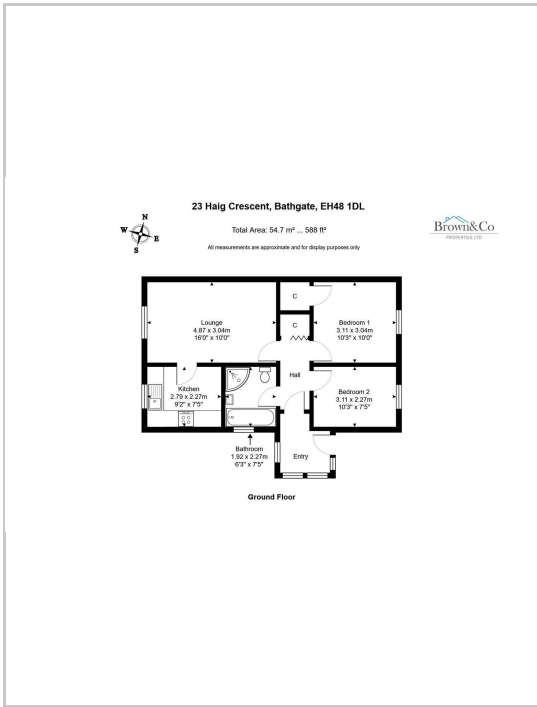 23 Haig Crescent, Bathgate, EH48 1DL
N
W E
S
Total Area: 54.7 m² ... 588 ft²
All measurements are approximate and for display purposes only
Brown&Co
PROPERTIES LTD
C
Lounge
4.87 x 3.04m
16'0" x 10'0"
C
Bedroom 1
3.11 x 3.04m
10'3" x 10'0"
Kitchen
2.79 x 2.27m
9'2" x 7'5"
Hall
Bedroom 2
3.11 x 2.27m
10'3" x 7'5"
Bathroom
1.92 x 2.27m
6'3" x 7'5"
Entry
Ground Floor